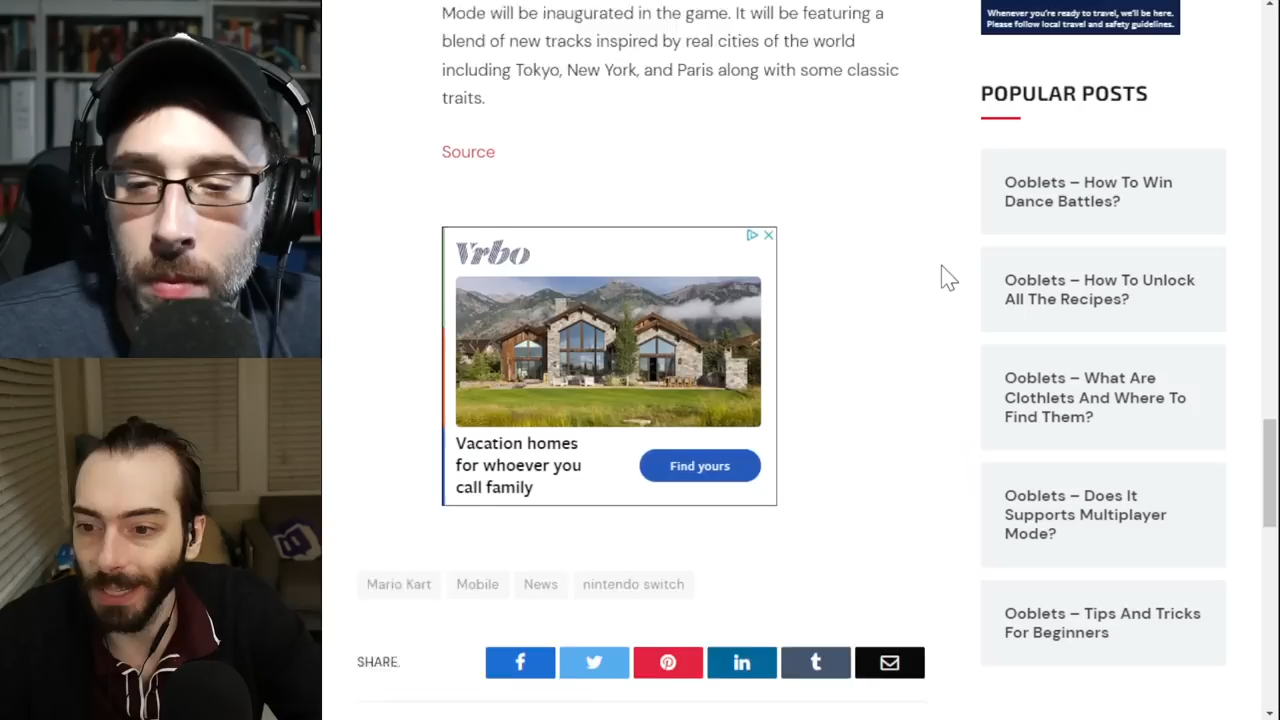 Mode will be inaugurated in the game. It will be featuring a
blend of new tracks inspired by real cities of the world
including Tokyo, New York, and Paris along with some classic
traits.
Source
Vrbo
Vacation homes
for whoever you
call family
Find yours
Mario Kart
Mobile
News
nintendo switch
SHARE.
Whenever you're ready to travel, we'll be here.
Please follow local travel and safety guidelines.
POPULAR POSTS
Ooblets – How To Win
Dance Battles?
Ooblets – How To Unlock
All The Recipes?
Ooblets – What Are
Clothlets And Where To
Find Them?
Ooblets – Does It
Supports Multiplayer
Mode?
Ooblets – Tips And Tricks
For Beginners